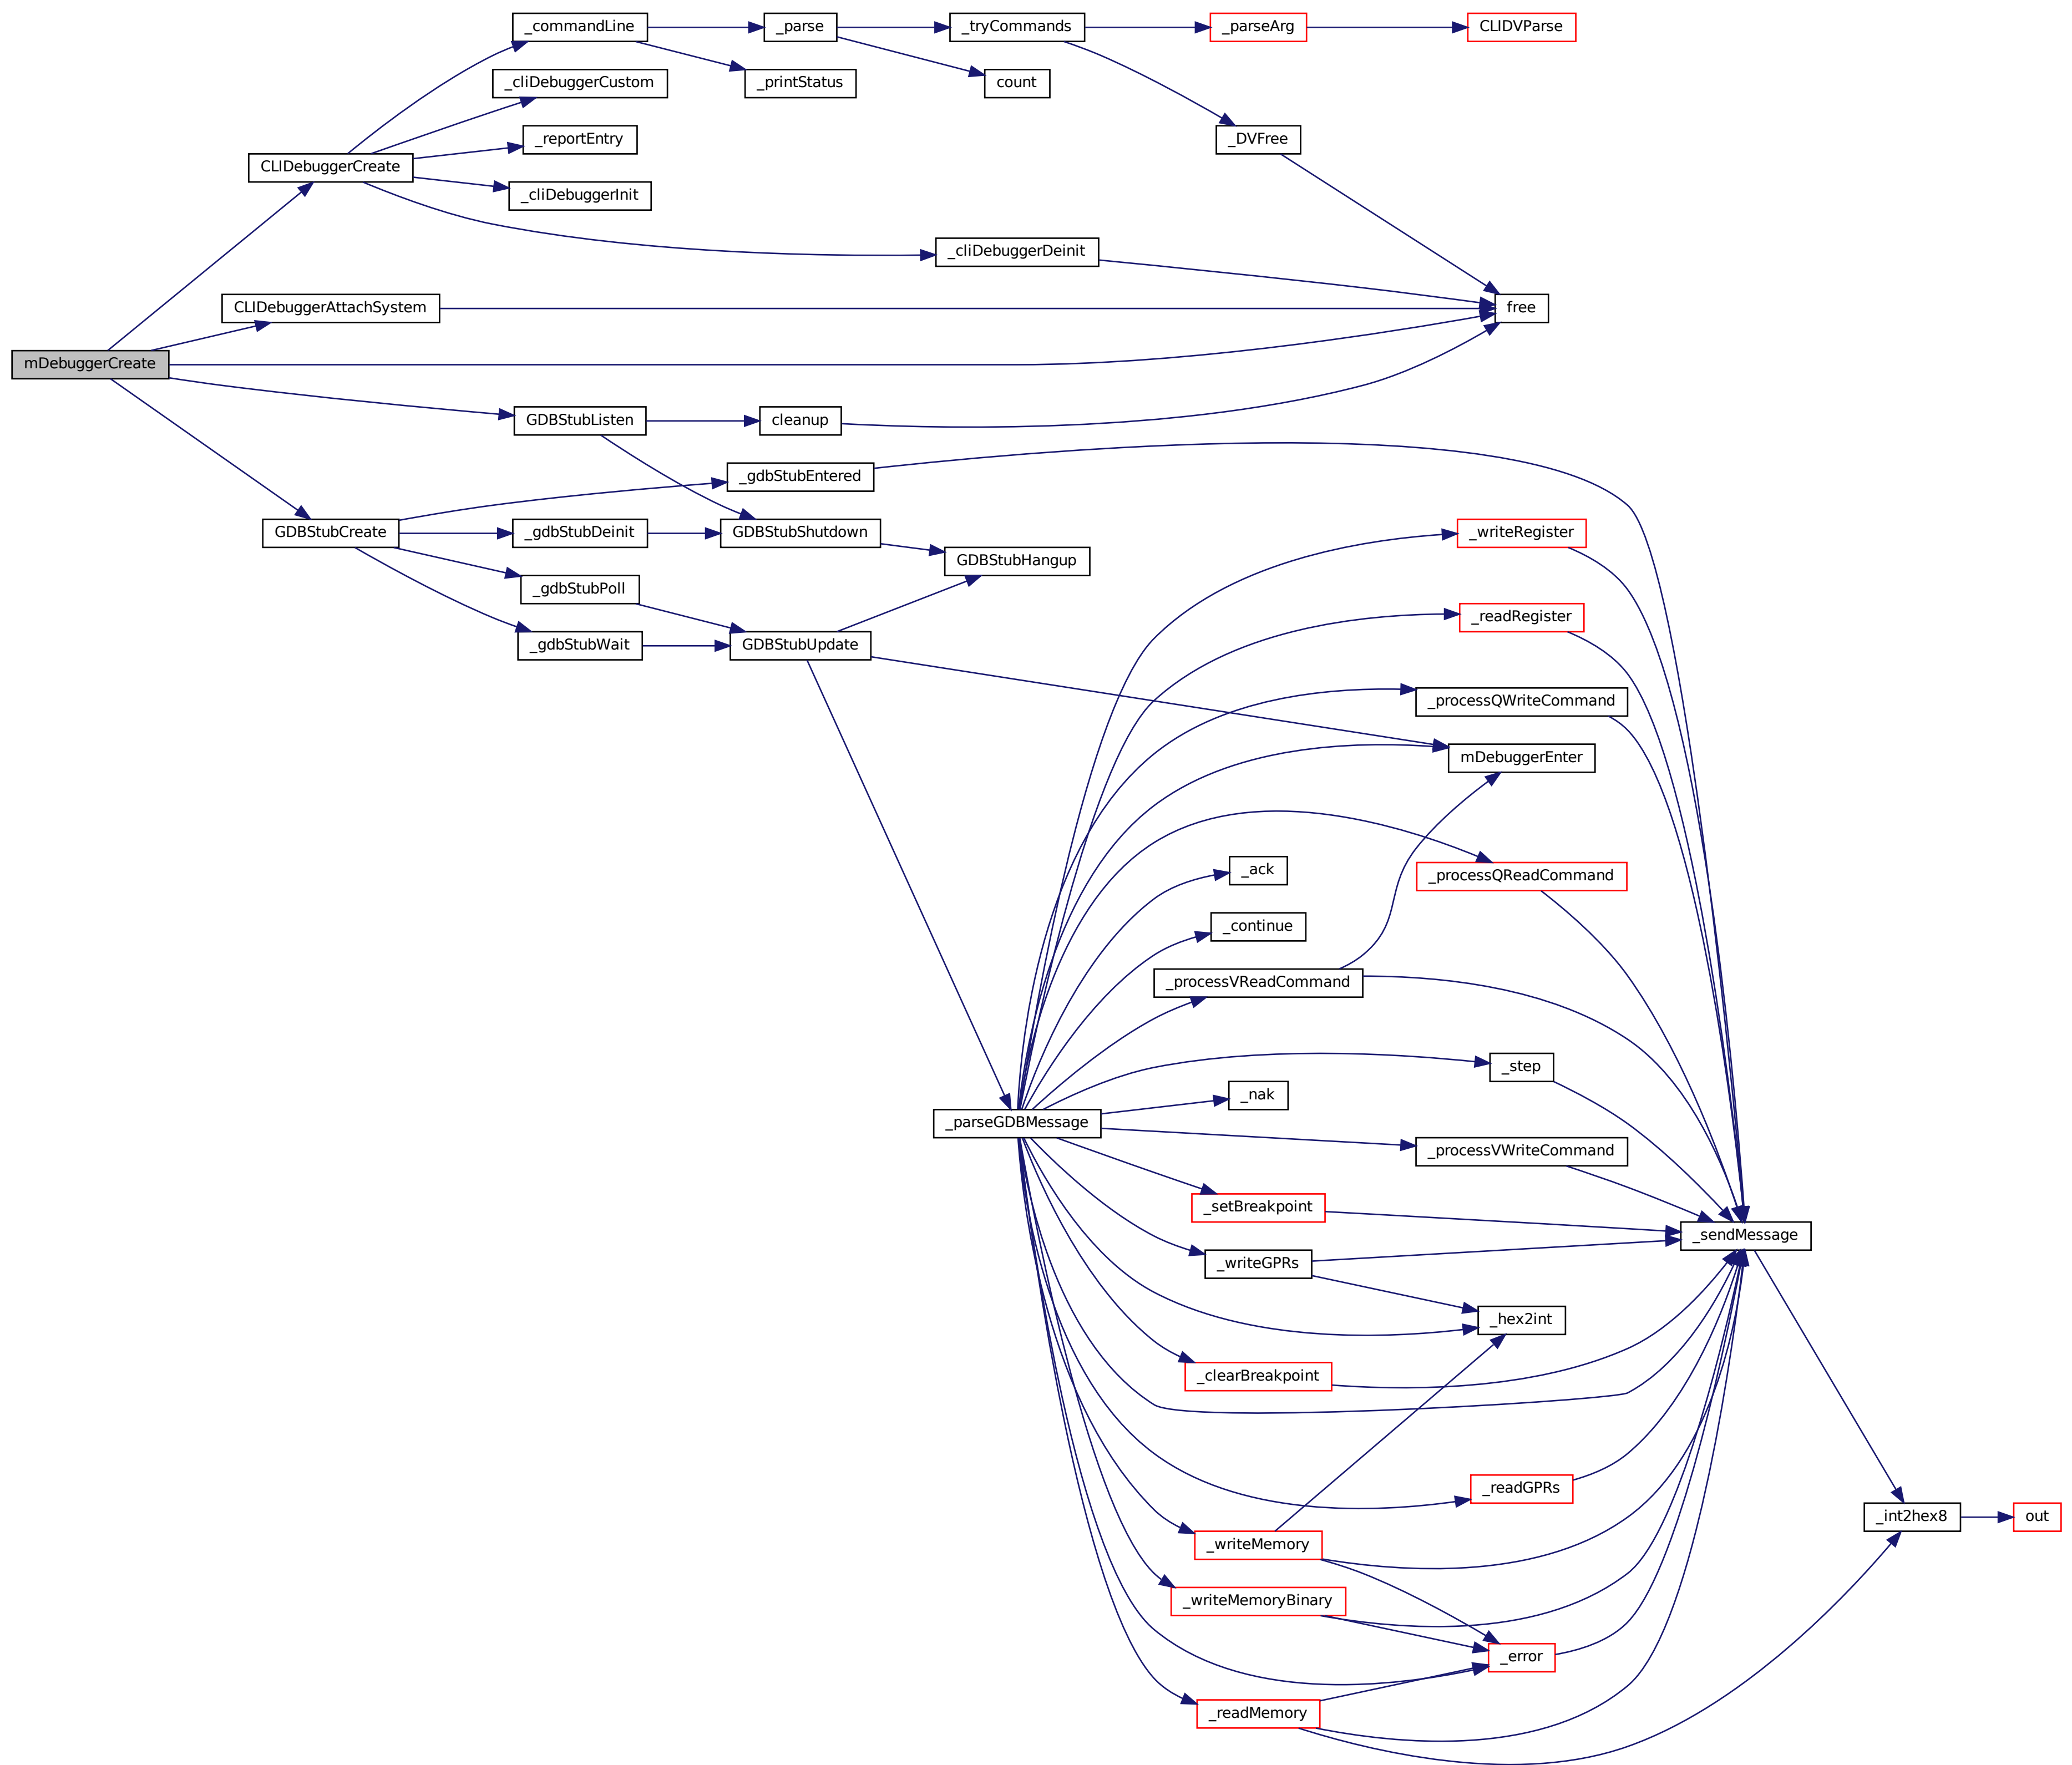 _commandLine
_parse
_tryCommands
_parseArg
CLIDVParse
_cliDebuggerCustom
_printStatus
count
_reportEntry
_DVFree
CLIDebuggerCreate
_cliDebuggerInit
_cliDebuggerDeinit
CLIDebuggerAttachSystem
free
mDebuggerCreate
GDBStubListen
cleanup
_gdbStubEntered
GDBStubCreate
_gdbStubDeinit
GDBStubShutdown
_writeRegister
GDBStubHangup
_gdbStubPoll
_readRegister
_gdbStubWait
GDBStubUpdate
_processQWriteCommand
mDebuggerEnter
_ack
_processQReadCommand
_continue
_processVReadCommand
_step
_nak
_parseGDBMessage
_processVWriteCommand
_setBreakpoint
_sendMessage
_writeGPRs
_hex2int
_clearBreakpoint
_readGPRs
_int2hex8
out
_writeMemory
_writeMemoryBinary
_error
_readMemory